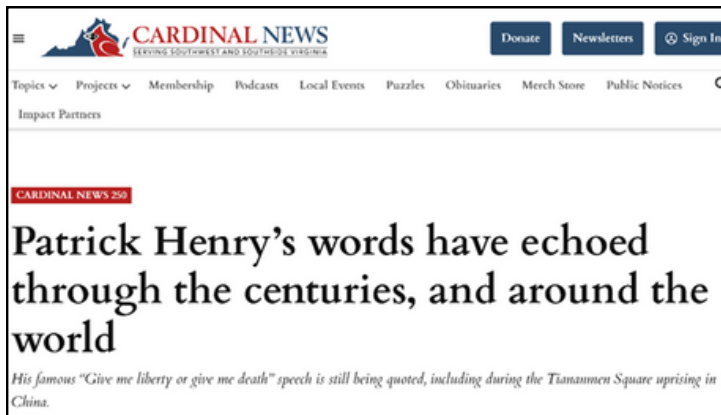 CARDINAL NEWS
SERVING SOUTHWEST AND SOUTHSIDE VIRGINIA
Donate
Newsletters
Sign In
Topics Projects Membership Podcasts Local Events Puzzles Obituaries Merch Store Public Notices
Impact Partners
CARDINAL NEWS 250
Patrick Henry’s words have echoed
through the centuries, and around the
world
His famous “Give me liberty or give me death” speech is still being quoted, including during the Tiananmen Square uprising in
China.